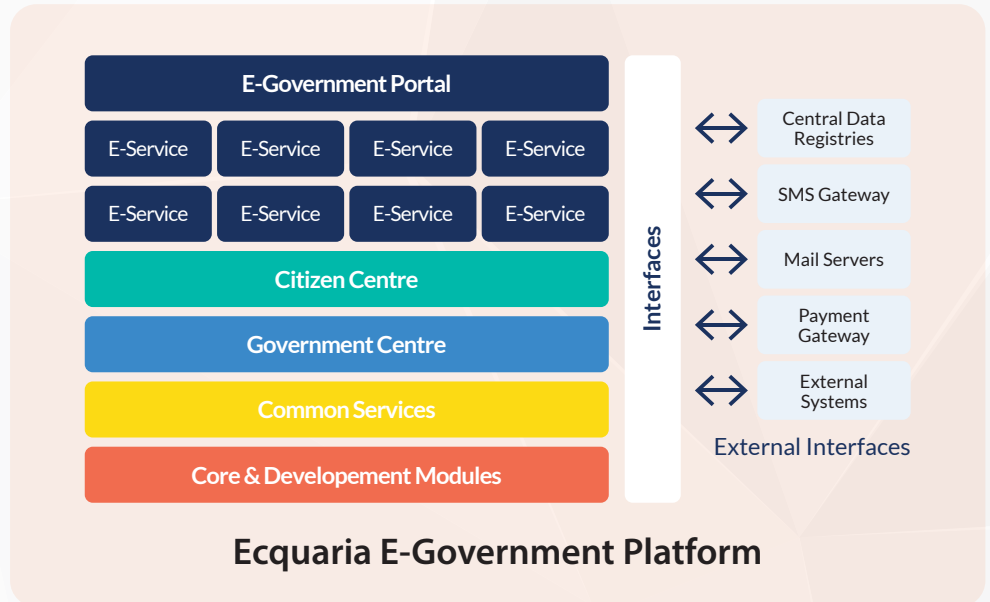 E-Government Portal
E-Service E-Service E-Service E-Service
E-Service E-Service E-Service E-Service
Citizen Centre
Government Centre
Common Services
Core & Developement Modules
Interfaces
Central Data
Registries
SMS Gateway
Mail Servers
Payment
Gateway
External
Systems
External Interfaces
Ecquaria E-Government Platform